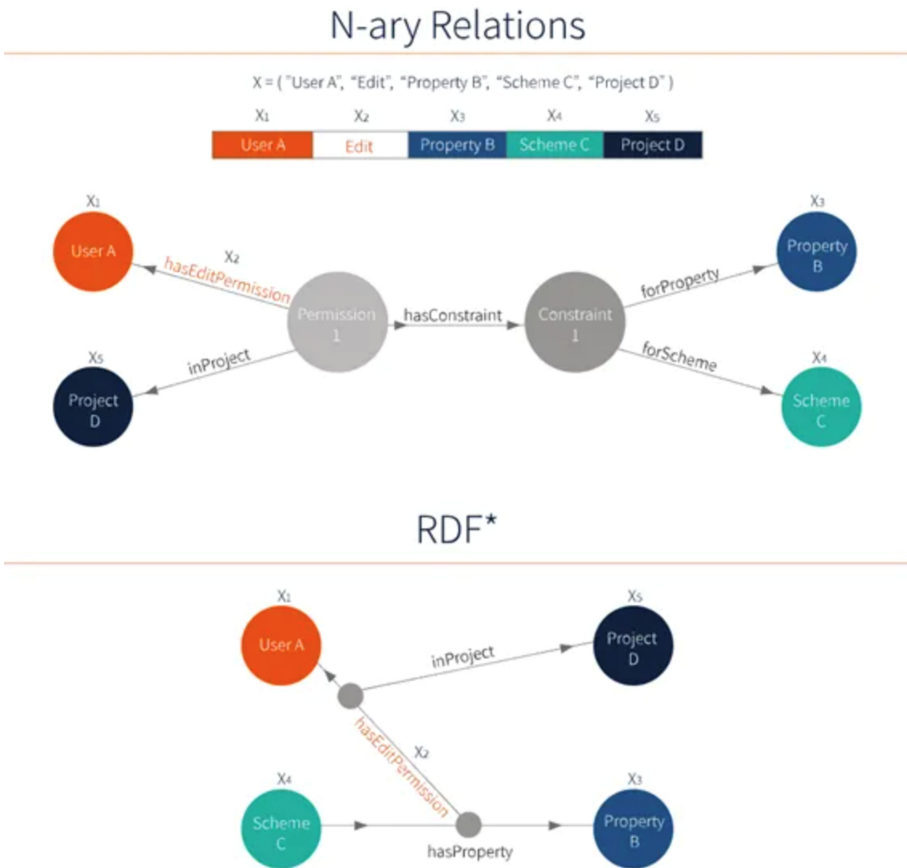 N-ary Relations
X = ( "User A", "Edit", "Property B", "Scheme C", "Project D" )
X1 X2 X3 X4 X5
User A Edit Property B Scheme C Project D
X1
User A
X2
hasEditPermission
X5
Project
D
inProject
Permission
1
hasConstraint
Constraint
1
X3
Property
B
forProperty
forScheme
X4
Scheme
C
RDF*
X1
User A
X5
Project
D
inProject
X2
hasEditPermission
X4
Scheme
C
hasProperty
X3
Property
B